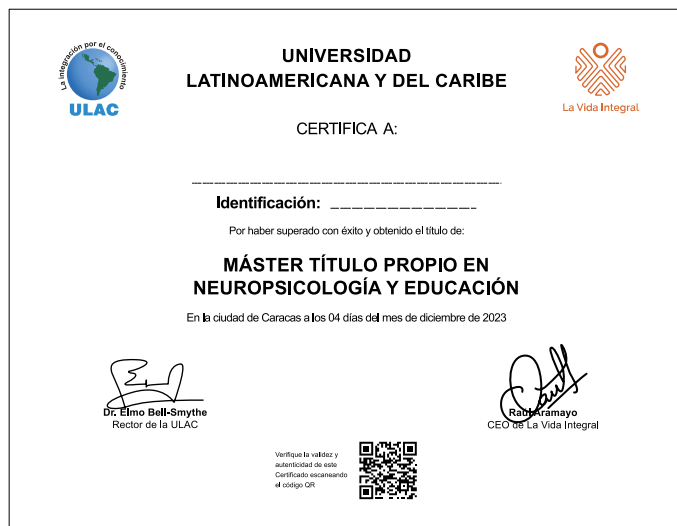 La integración por el conocimiento
ULAC
UNIVERSIDAD
LATINOAMERICANA Y DEL CARIBE
La Vida Integral
CERTIFICA A:
Identificación:
Por haber superado con éxito y obtenido el título de:
MÁSTER TÍTULO PROPIO EN
NEUROPSICOLOGÍA Y EDUCACIÓN
En la ciudad de Caracas a los 04 días del mes de diciembre de 2023
Dr. Elmo Bell-Smythe
Rector de la ULAC
Raúl Aramayo
CEO de La Vida Integral
Verifique la validez y
autenticidad de este
Certificado escaneando
el código QR